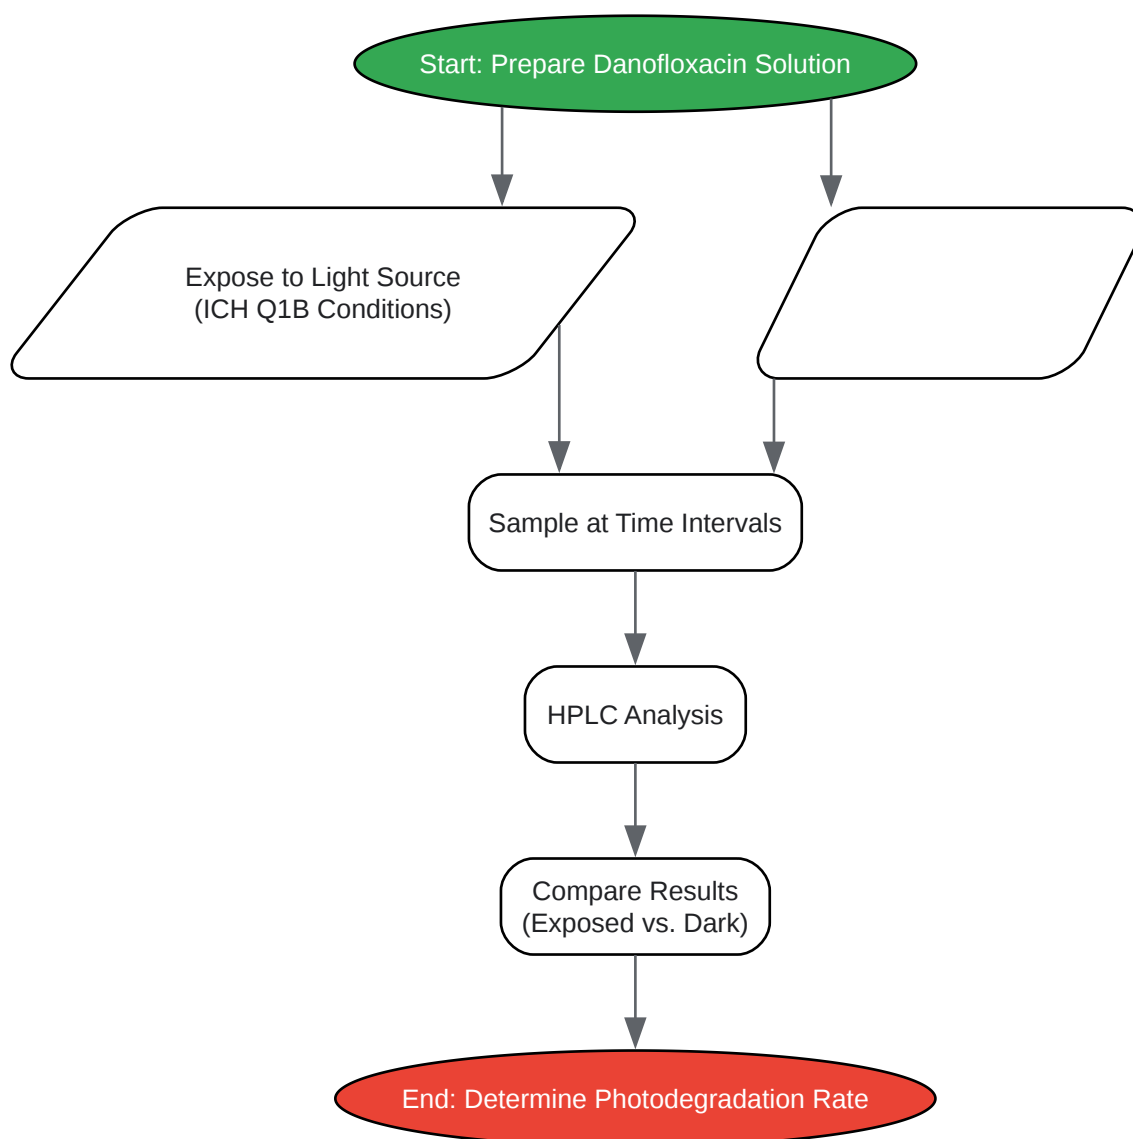 Start: Prepare Danofloxacin Solution
Expose to Light Source
(ICH Q1B Conditions)
Sample at Time Intervals
HPLC Analysis
Compare Results
(Exposed vs. Dark)
End: Determine Photodegradation Rate